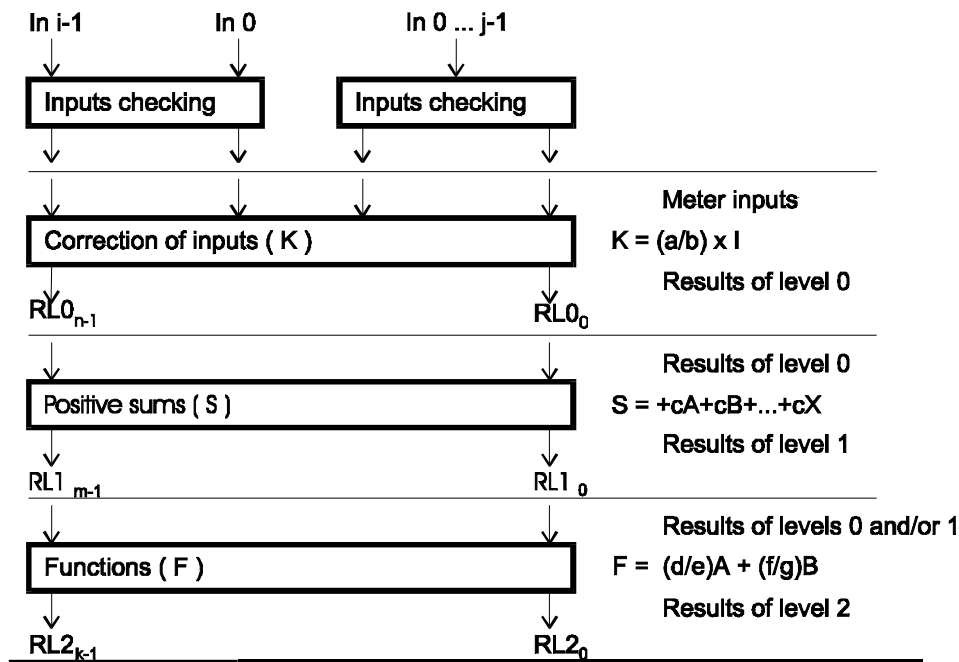 In i-1 In 0 In 0 ... j-1
Inputs checking Inputs checking
Meter inputs
Correction of inputs ( K ) K = (a/b) x I
Results of level 0
RL0n-1 RL00
Results of level 0
Positive sums ( S ) S = +cA+cB+...+cX
Results of level 1
RL1 m-1 RL1 0
Results of levels 0 and/or 1
Functions ( F ) F = (d/e)A + (f/g)B
Results of level 2
RL2k-1 RL20